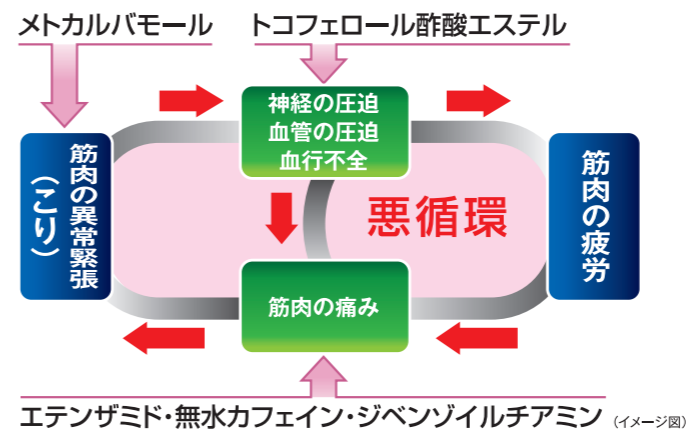 メトカルバモール
トコフェロール酢酸エステル
神経の圧迫
血管の圧迫
血行不全
筋肉の異常緊張
（こり）
悪循環
筋肉の疲労
筋肉の痛み
エテンザミド・無水カフェイン・ジベンゾイルチアミン（イメージ図）